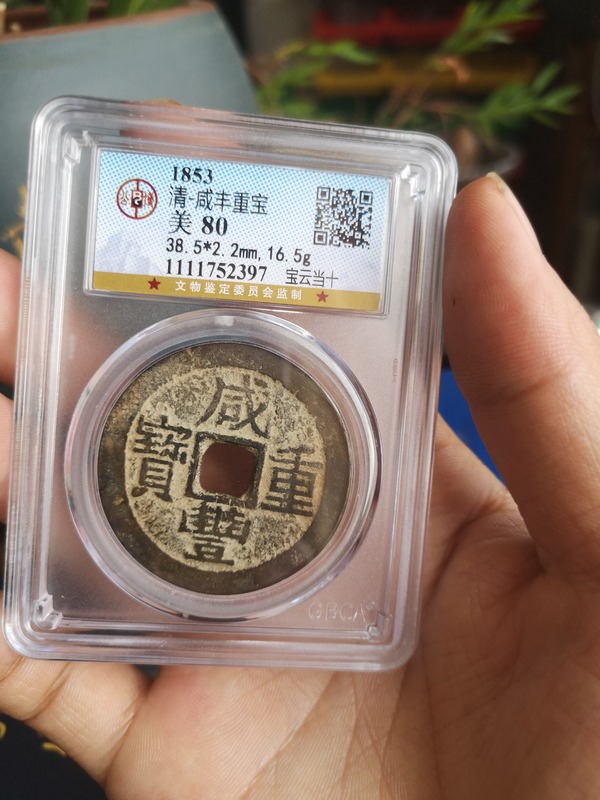 1853
清-咸丰重宝
美 80
38.5*2.2mm,16.5g
1111752397 宝云当十
文物鉴定委员会监制
咸
寶 重
豐
GBCA